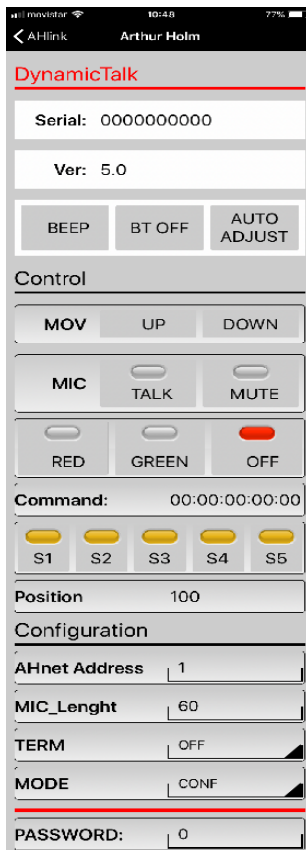 movistar 10:48 77%
AHlink Arthur Holm
DynamicTalk
Serial: 0000000000
Ver: 5.0
BEEP BT OFF AUTO ADJUST
Control
MOV UP DOWN
MIC TALK MUTE
RED GREEN OFF
Command: 00:00:00:00:00
S1 S2 S3 S4 S5
Position 100
Configuration
AHnet Address 1
MIC_Lenght 60
TERM OFF
MODE CONF
PASSWORD: 0